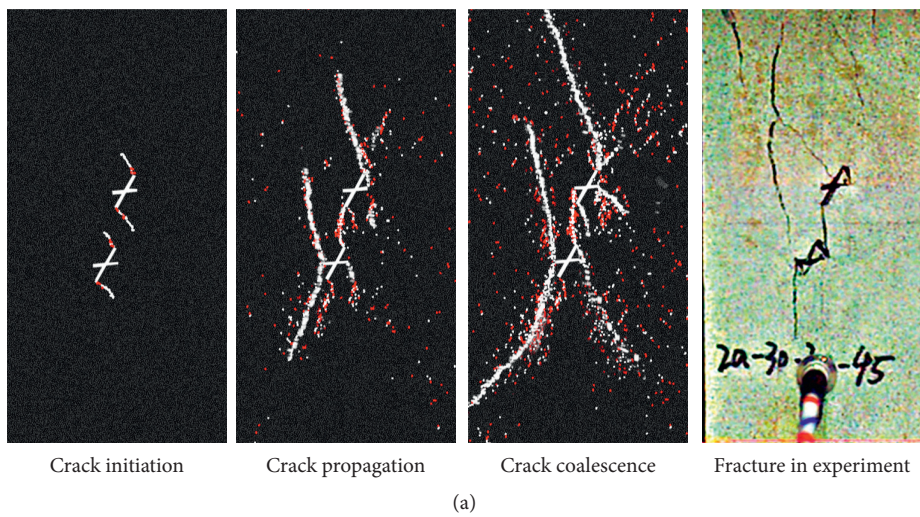 2a-30-2-45
Crack initiation
Crack propagation
Crack coalescence
Fracture in experiment
(a)